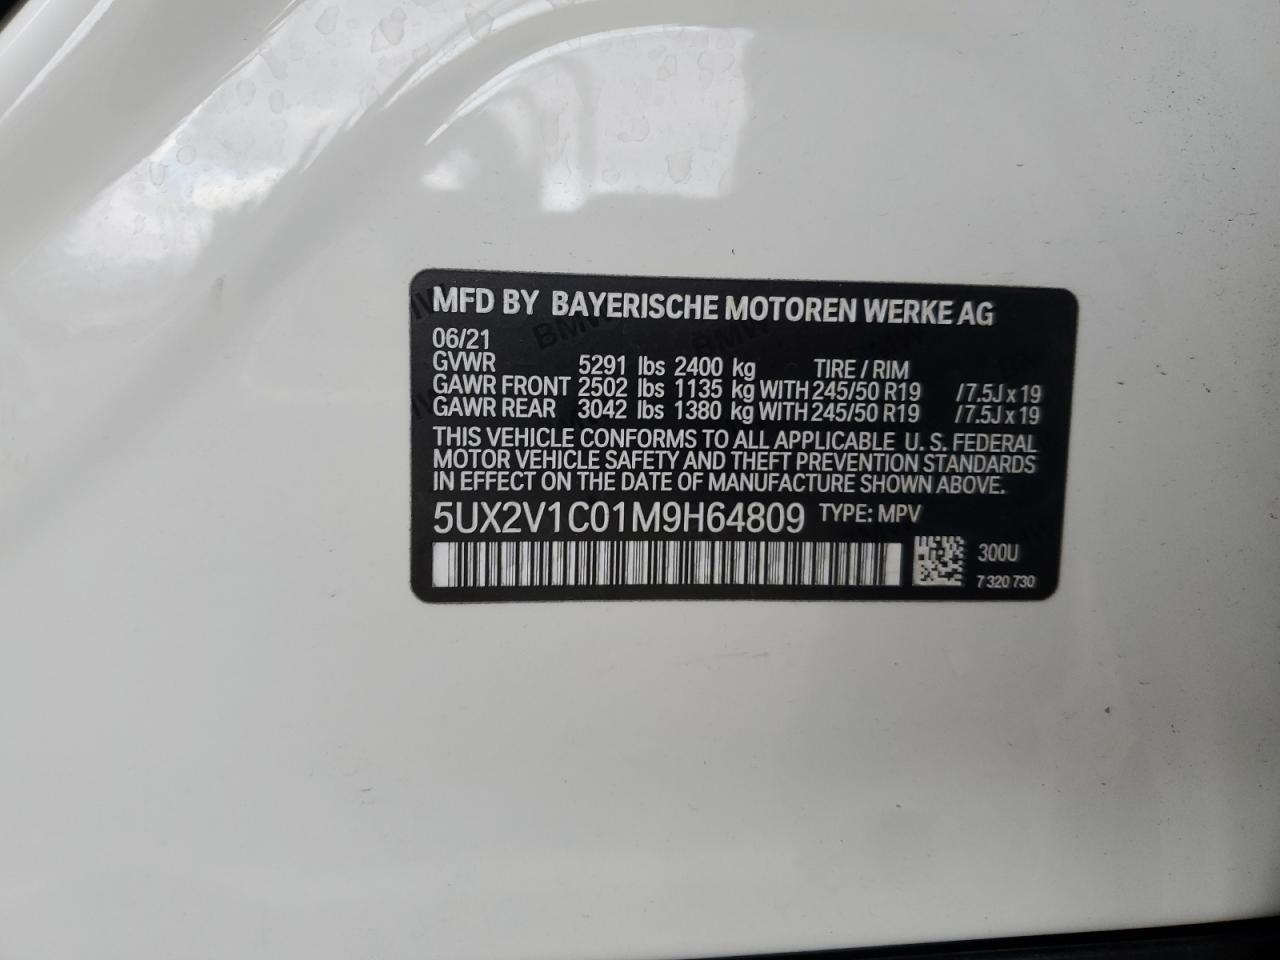 MFD BY BAYERISCHE MOTOREN WERKE AG
06/21
GVWR 5291 lbs 2400 kg TIRE / RIM
GAWR FRONT 2502 lbs 1135 kg WITH 245/50 R19 /7.5J x 19
GAWR REAR 3042 lbs 1380 kg WITH 245/50 R19 /7.5J x 19
THIS VEHICLE CONFORMS TO ALL APPLICABLE U. S. FEDERAL
MOTOR VEHICLE SAFETY AND THEFT PREVENTION STANDARDS
IN EFFECT ON THE DATE OF MANUFACTURE SHOWN ABOVE.
5UX2V1C01M9H64809 TYPE: MPV
300U
7 320 730